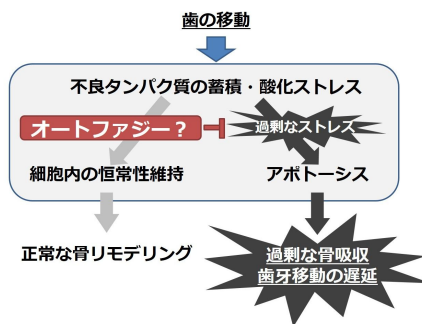 歯の移動
不良タンパク質の蓄積・酸化ストレス
オートファジー？
過剰なストレス
細胞内の恒常性維持
アポトーシス
正常な骨リモデリング
過剰な骨吸収
歯牙移動の遅延